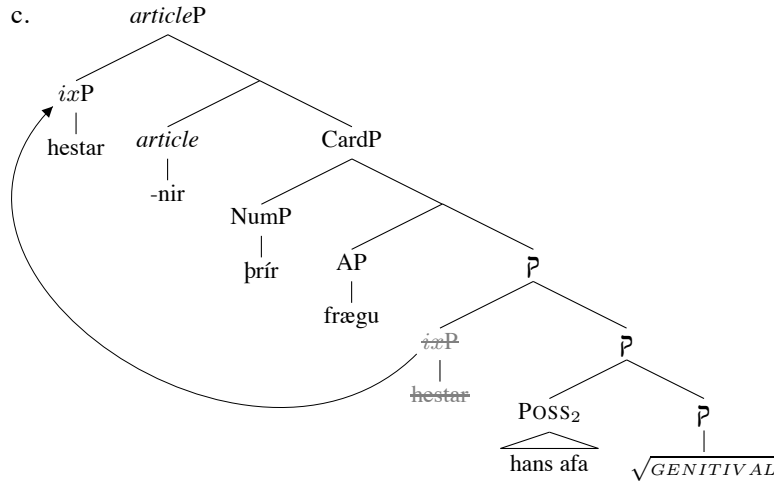 c.
articleP
ixP
hestar
article
-nir
CardP
NumP
þrír
AP
frægu
ק
ixP
hestar
ק
POSS₂
hans afa
ק
√GENITIVAL